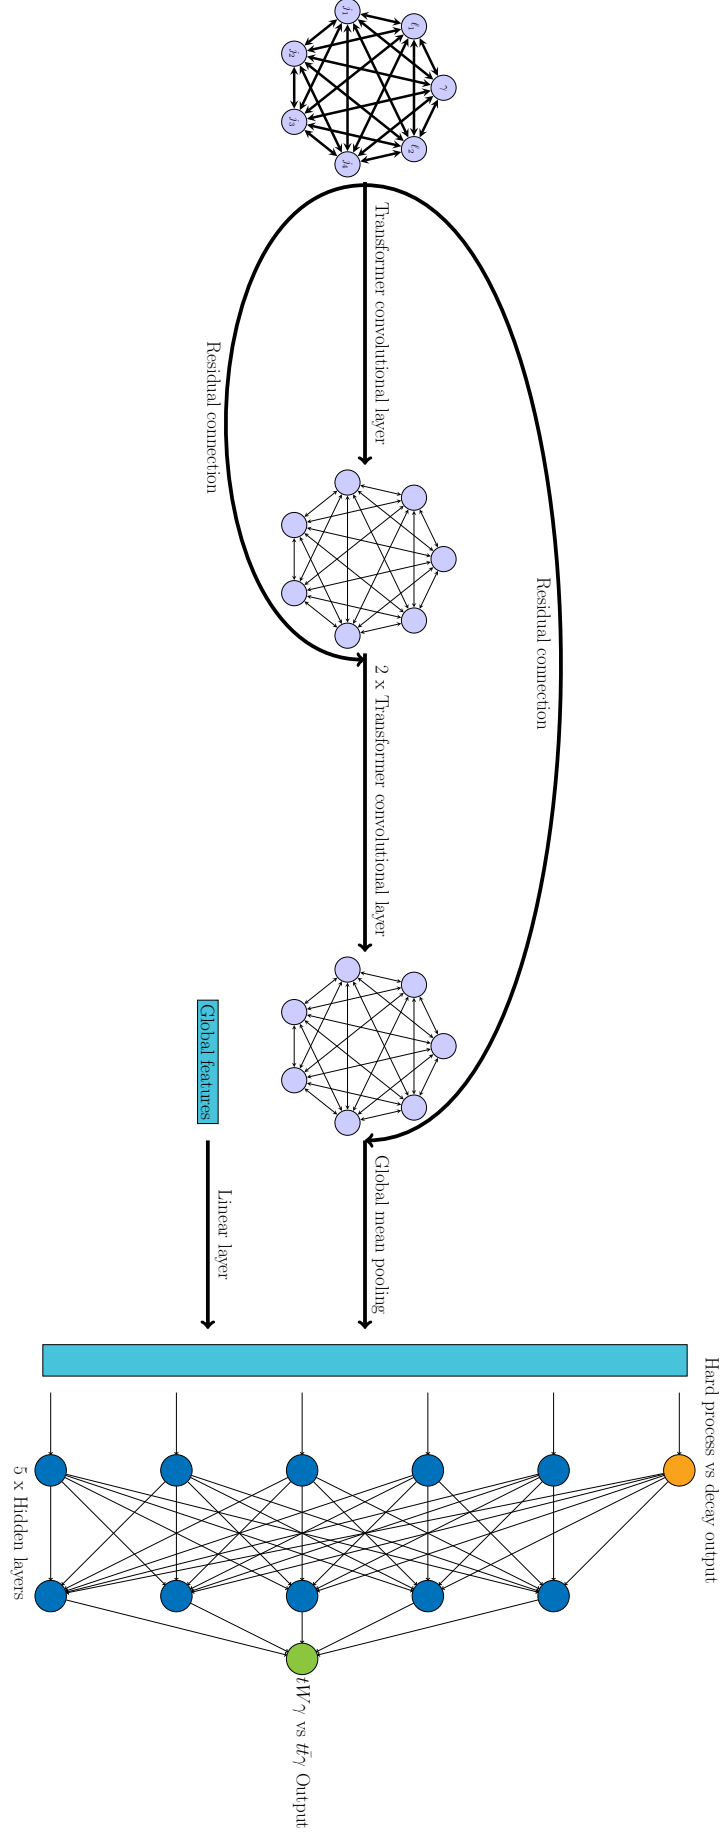 j₁
ℓ₁
j₂
γ
j₃
ℓ₂
j₄
Transformer convolutional layer
Residual connection
Residual connection
2 x Transformer convolutional layer
Global features
Global mean pooling
Linear layer
Hard process vs decay output
5 x Hidden layers
tWγ vs tt̄γ Output